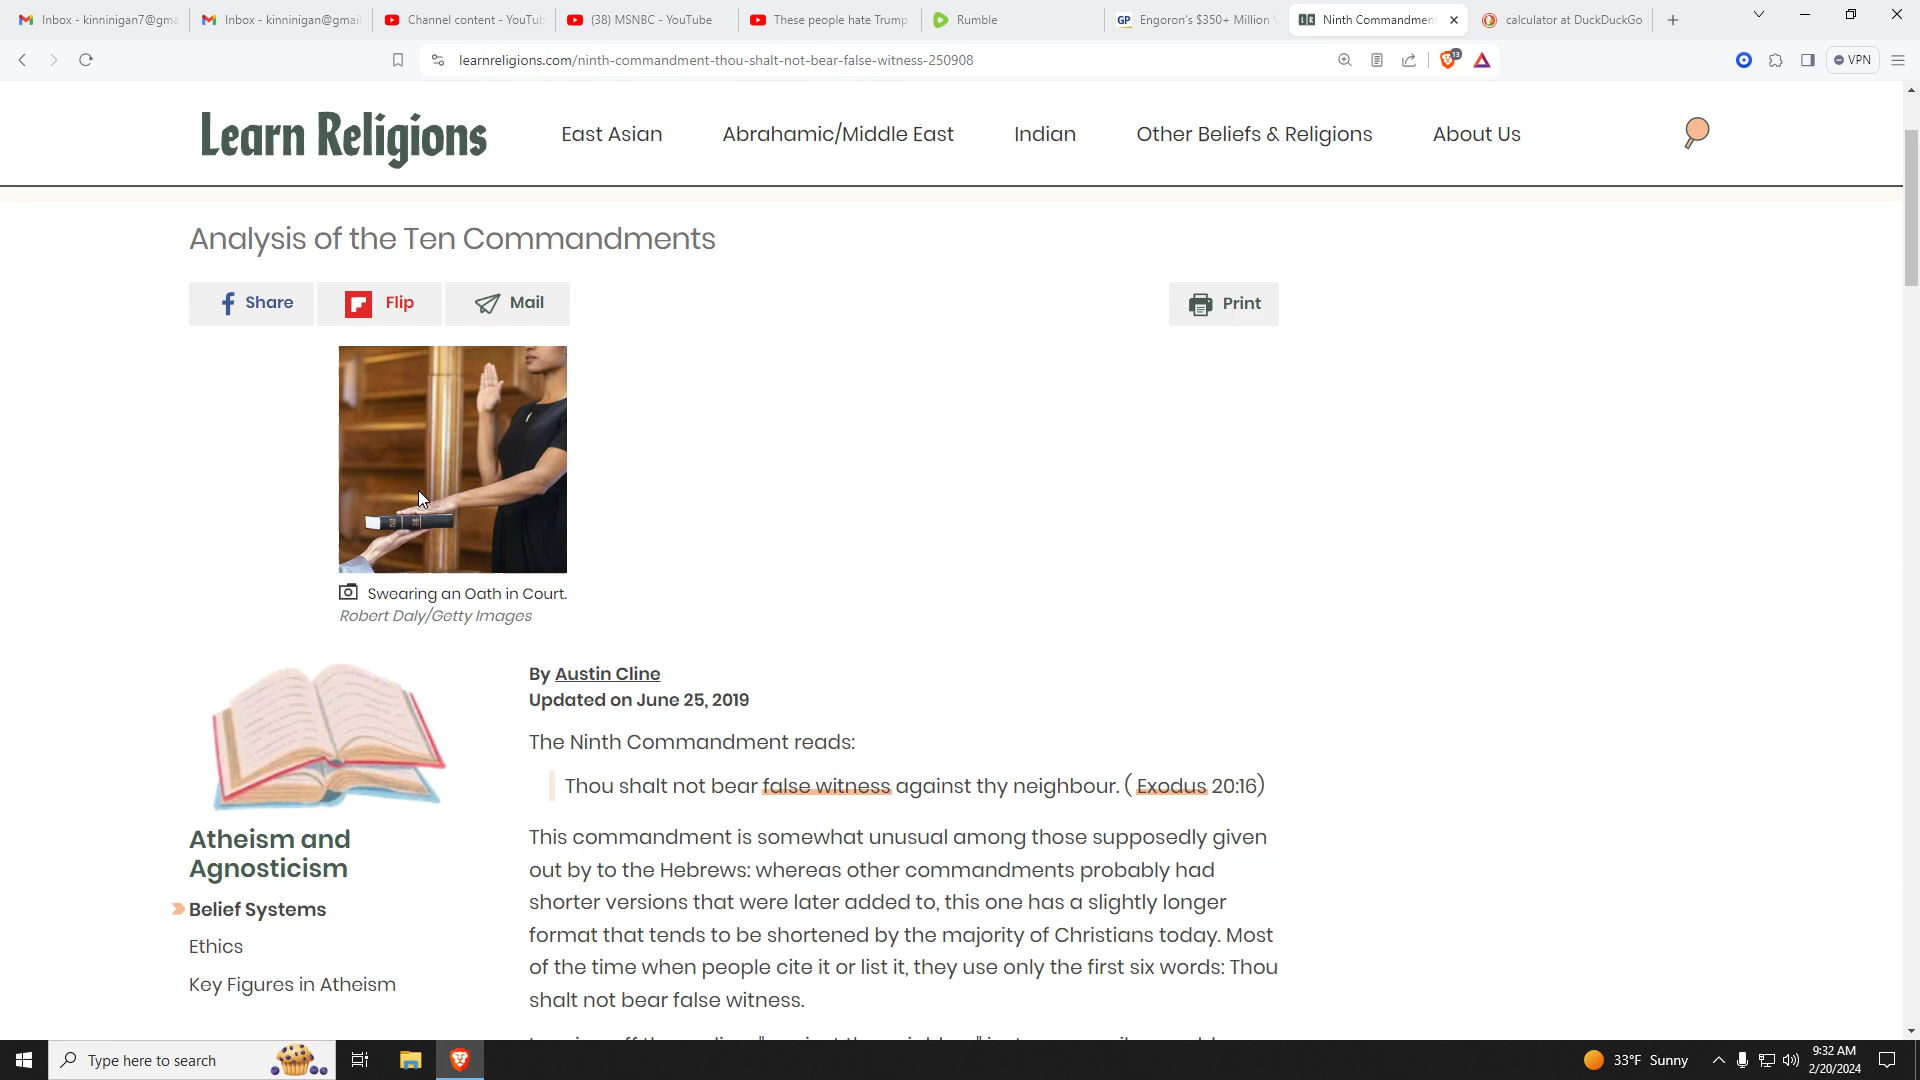 Inbox - kinninigan7@gma
Inbox - kinninigan@gmai
Channel content - YouTub
(38) MSNBC - YouTube
These people hate Trump
Rumble
GP Engoron's $350+ Million
LR Ninth Commandmen
calculator at DuckDuckGo
learnreligions.com/ninth-commandment-thou-shalt-not-bear-false-witness-250908
13
VPN
Learn Religions
East Asian Abrahamic/Middle East Indian Other Beliefs & Religions About Us
Analysis of the Ten Commandments
Share Flip Mail Print
Swearing an Oath in Court.
Robert Daly/Getty Images
By Austin Cline
Updated on June 25, 2019
The Ninth Commandment reads:
Thou shalt not bear false witness against thy neighbour. ( Exodus 20:16)
This commandment is somewhat unusual among those supposedly given
out by to the Hebrews: whereas other commandments probably had
shorter versions that were later added to, this one has a slightly longer
format that tends to be shortened by the majority of Christians today. Most
of the time when people cite it or list it, they use only the first six words: Thou
shalt not bear false witness.
Atheism and
Agnosticism
Belief Systems
Ethics
Key Figures in Atheism
Type here to search
33°F Sunny
9:32 AM
2/20/2024